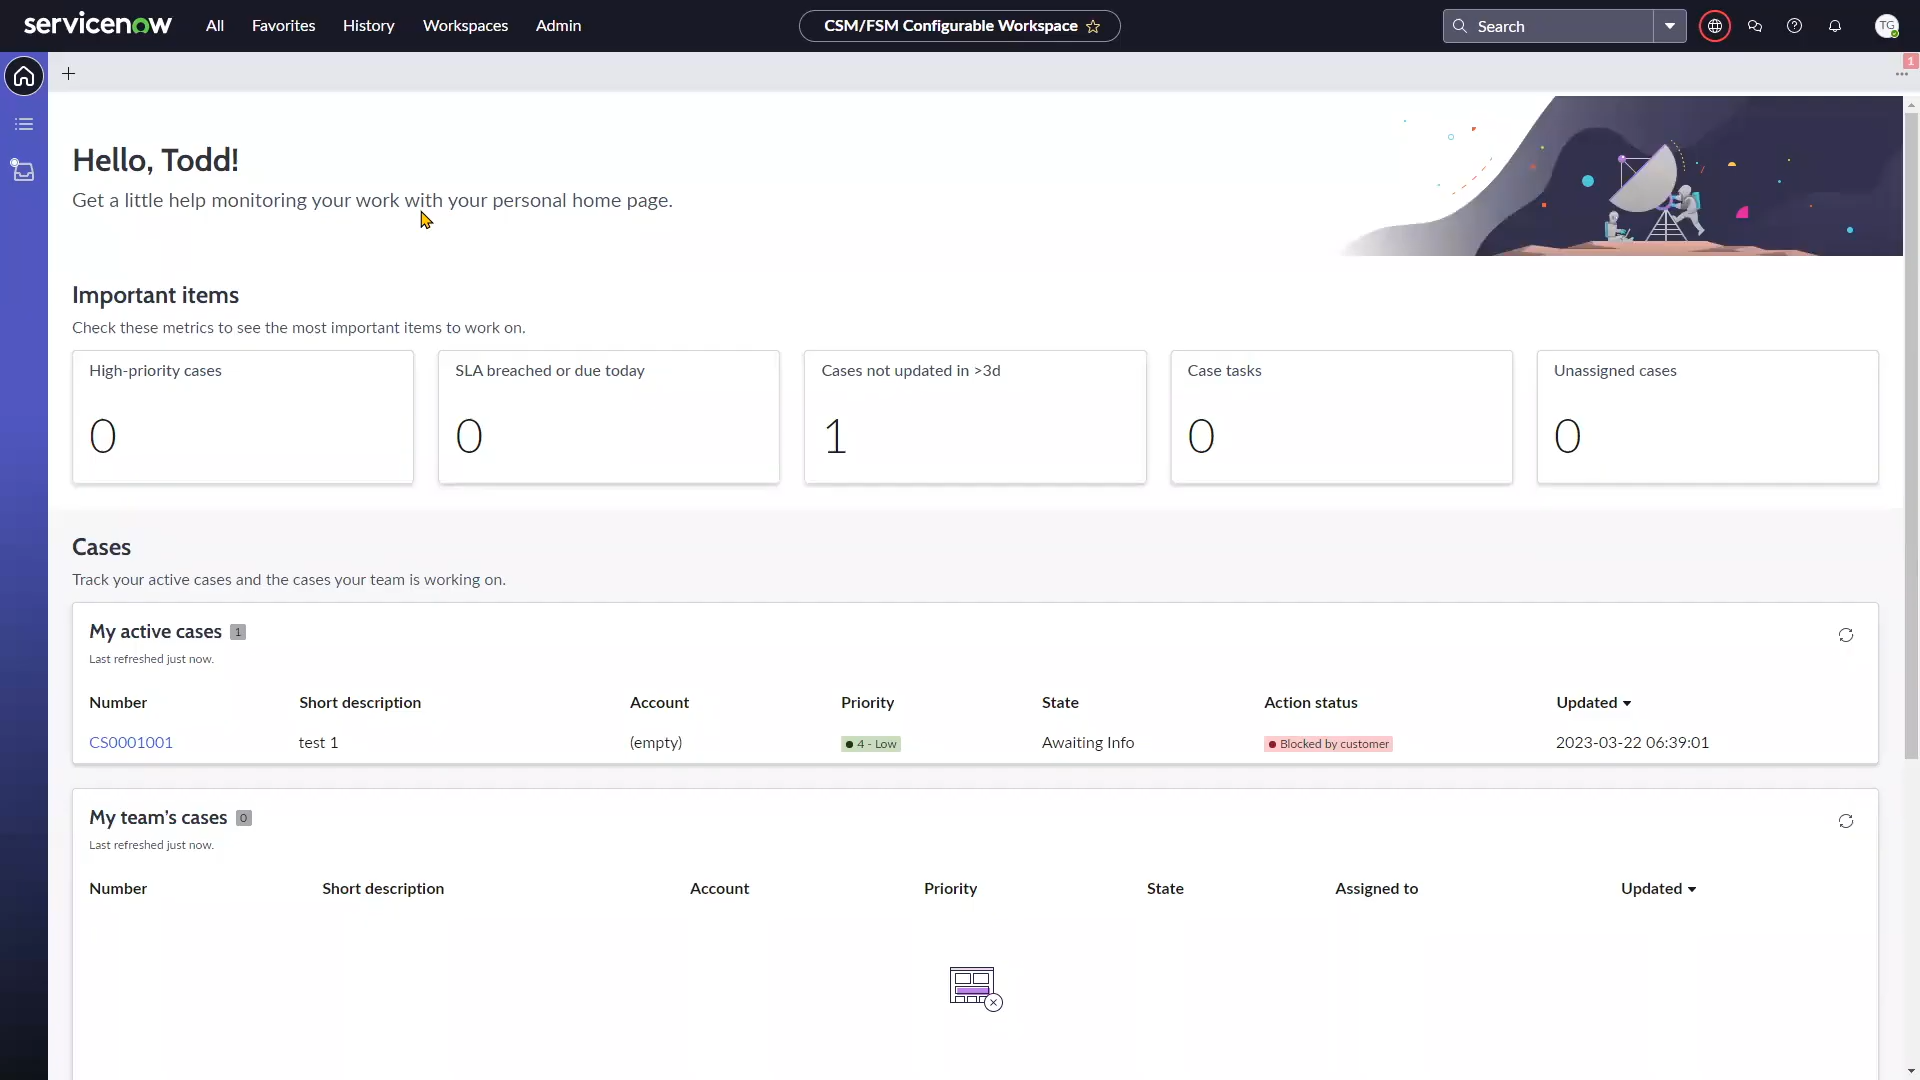 servicenow All Favorites History Workspaces Admin CSM/FSM Configurable Workspace Search TG
1
Hello, Todd!
Get a little help monitoring your work with your personal home page.
Important items
Check these metrics to see the most important items to work on.
High-priority cases SLA breached or due today Cases not updated in >3d Case tasks Unassigned cases
0 0 1 0 0
Cases
Track your active cases and the cases your team is working on.
My active cases 1
Last refreshed just now.
Number Short description Account Priority State Action status Updated
CS0001001 test 1 (empty) 4 - Low Awaiting Info Blocked by customer 2023-03-22 06:39:01
My team's cases 0
Last refreshed just now.
Number Short description Account Priority State Assigned to Updated